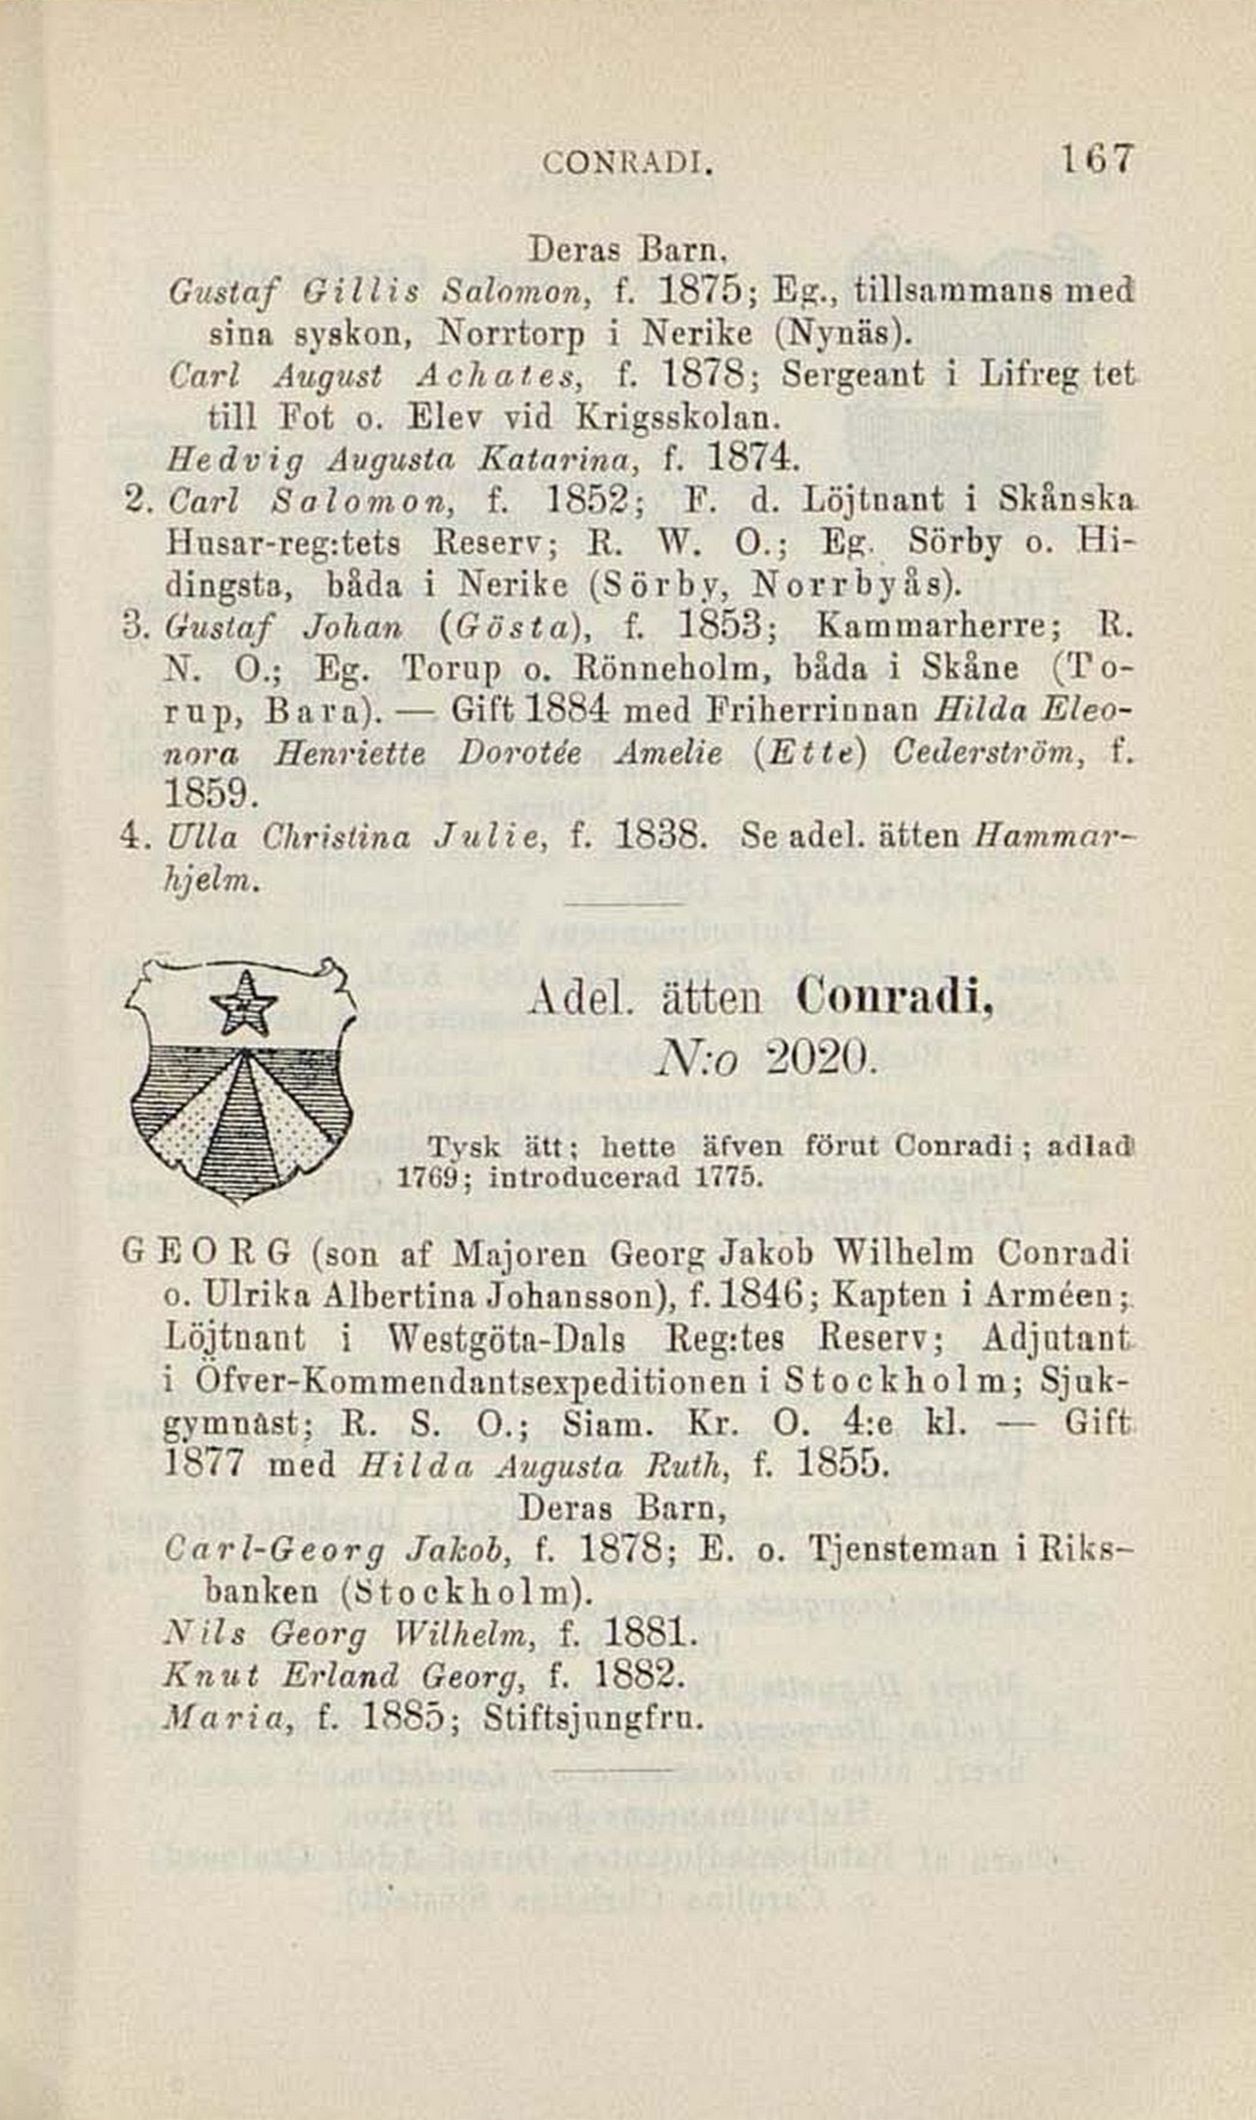 CONRADI. 167
Deras Barn.
Gustaf Gillis Salomon, f. 1875; Eg., tillsammans med
sina syskon, Norrtorp i Nerike (Nynäs).
Carl August Achates, f. 1878; Sergeant i Lifreg tet
till Fot o. Elev vid Krigsskolan.
Hedvig Augusta Katarina, f. 1874.
2. Carl Salomon, f. 1852; F. d. Löjtnant i Skånska
Husar-reg:tets Reserv; R. W. O.; Eg. Sörby o. Hi-
dingsta, båda i Nerike (Sörby, Norrbyås).
3. Gustaf Johan (Gösta), f. 1853; Kammarherre; R.
N. O.; Eg. Torup o. Rönneholm, båda i Skåne (To-
rup, Bara). — Gift 1884 med Friherrinnan Hilda Eleo-
nora Henriette Dorotée Amelie (Ette) Cederström, f.
1859.
4. Ulla Christina Julie, f. 1838. Se adel. ätten Hammar-
hjelm.
Adel. ätten Conradi,
N:o 2020.
Tysk ätt; hette äfven förut Conradi; adlad
1769; introducerad 1775.
GEORG (son af Majoren Georg Jakob Wilhelm Conradi
o. Ulrika Albertina Johansson), f. 1846; Kapten i Arméen;
Löjtnant i Westgöta-Dals Reg:tes Reserv; Adjutant
i Öfver-Kommendantsexpeditionen i Stockholm; Sjuk-
gymnast; R. S. O.; Siam. Kr. O. 4:e kl. — Gift
1877 med Hilda Augusta Ruth, f. 1855.
Deras Barn,
Carl-Georg Jakob, f. 1878; E. o. Tjensteman i Riks-
banken (Stockholm).
Nils Georg Wilhelm, f. 1881.
Knut Erland Georg, f. 1882.
Maria, f. 1885; Stiftsjungfru.